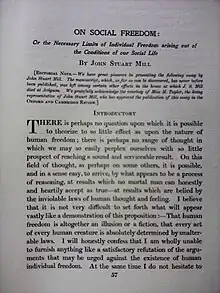 ON SOCIAL FREEDOM:
Or the Necessary Limits of Individual Freedom arising out of
the Conditions of our Social Life
BY JOHN STUART MILL
[EDITORIAL NOTE.—We have great pleasure in presenting the following essay by
John Stuart Mill. The manuscript, which, so far as can be discovered, has never before
been published, was left among certain other effects in the house at which J. S. Mill
died at Avignon. We gratefully acknowledge the courtesy of Miss M. Taylor, the living
representative of John Stuart Mill, who has approved the publication of this essay in the
OXFORD AND CAMBRIDGE REVIEW.]
Introductory
THERE is perhaps no question upon which it is possible
to theorize to so little effect as upon the nature of
human freedom; there is perhaps no range of thought in
which we may so easily perplex ourselves with so little
prospect of reaching a sound and serviceable result. On this
field of thought, as perhaps on some others, it is possible,
and in a sense easy, to arrive, by what appears to be a process
of reasoning, at results which no mortal man can honestly
and heartily accept as true—at results which are belied by
the inviolable laws of human thought and feeling. I believe
that it is not very difficult to set forth what will appear
vastly like a demonstration of this proposition:—That human
freedom is altogether an illusion or a fiction, that every act
of every human creature is absolutely determined by unalter-
able laws. I will honestly confess that I am wholly unable
to furnish anything like a satisfactory refutation of the argu-
ments that may be urged against the existence of human
individual freedom. At the same time I do not hesitate to
57